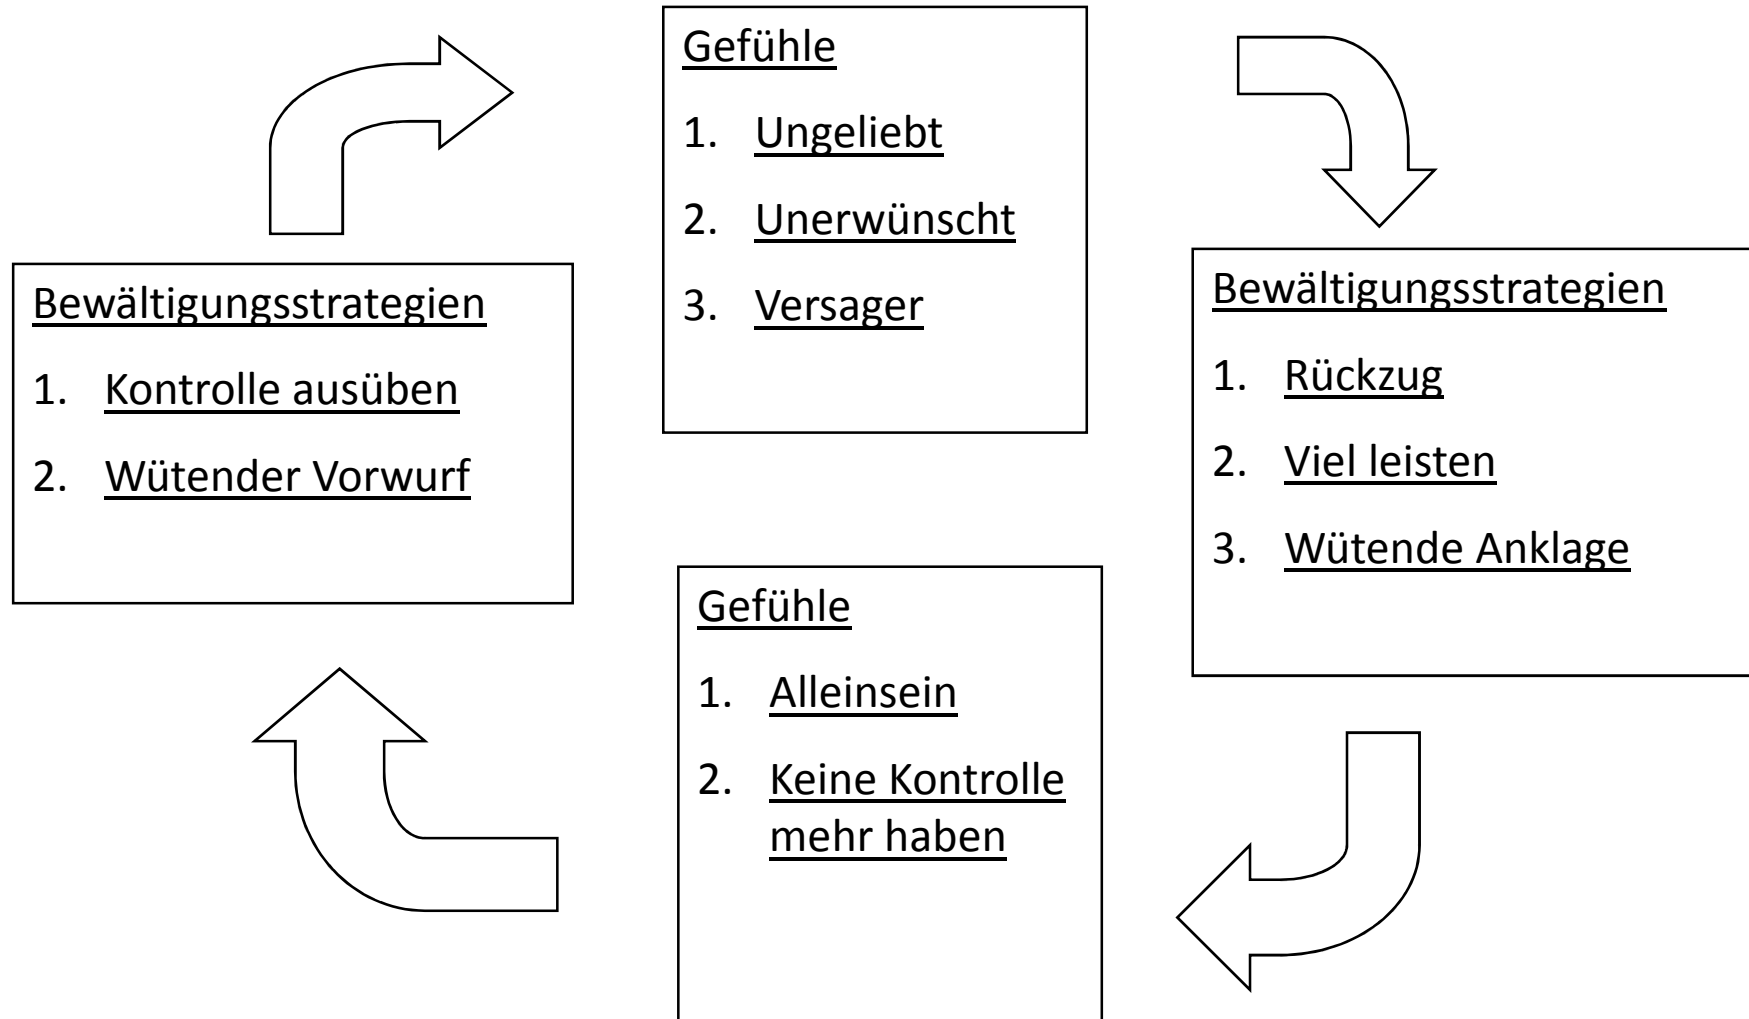 Gefühle
1. Ungeliebt
2. Unerwünscht
3. Versager
Bewältigungsstrategien
1. Kontrolle ausüben
2. Wütender Vorwurf
Bewältigungsstrategien
1. Rückzug
2. Viel leisten
3. Wütende Anklage
Gefühle
1. Alleinsein
2. Keine Kontrolle
mehr haben